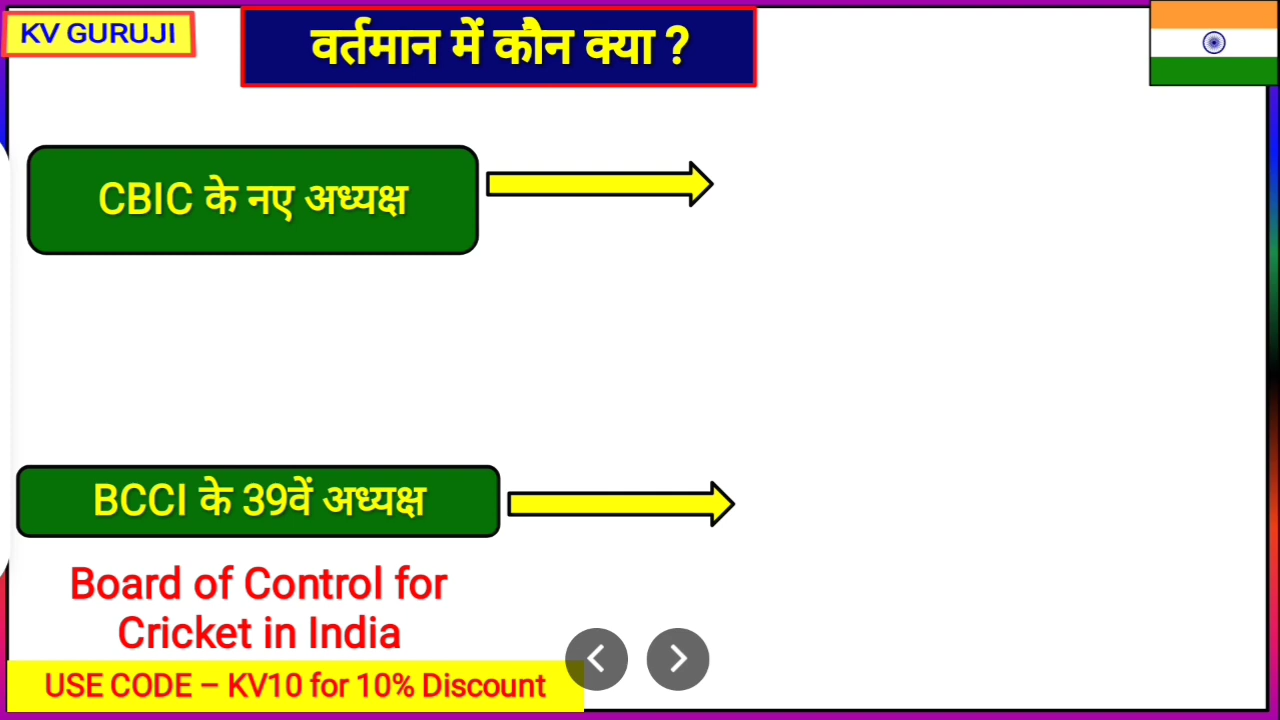 KV GURUJI
वर्तमान में कौन क्या ?
CBIC के नए अध्यक्ष
BCCI के 39वें अध्यक्ष
Board of Control for
Cricket in India
USE CODE – KV10 for 10% Discount